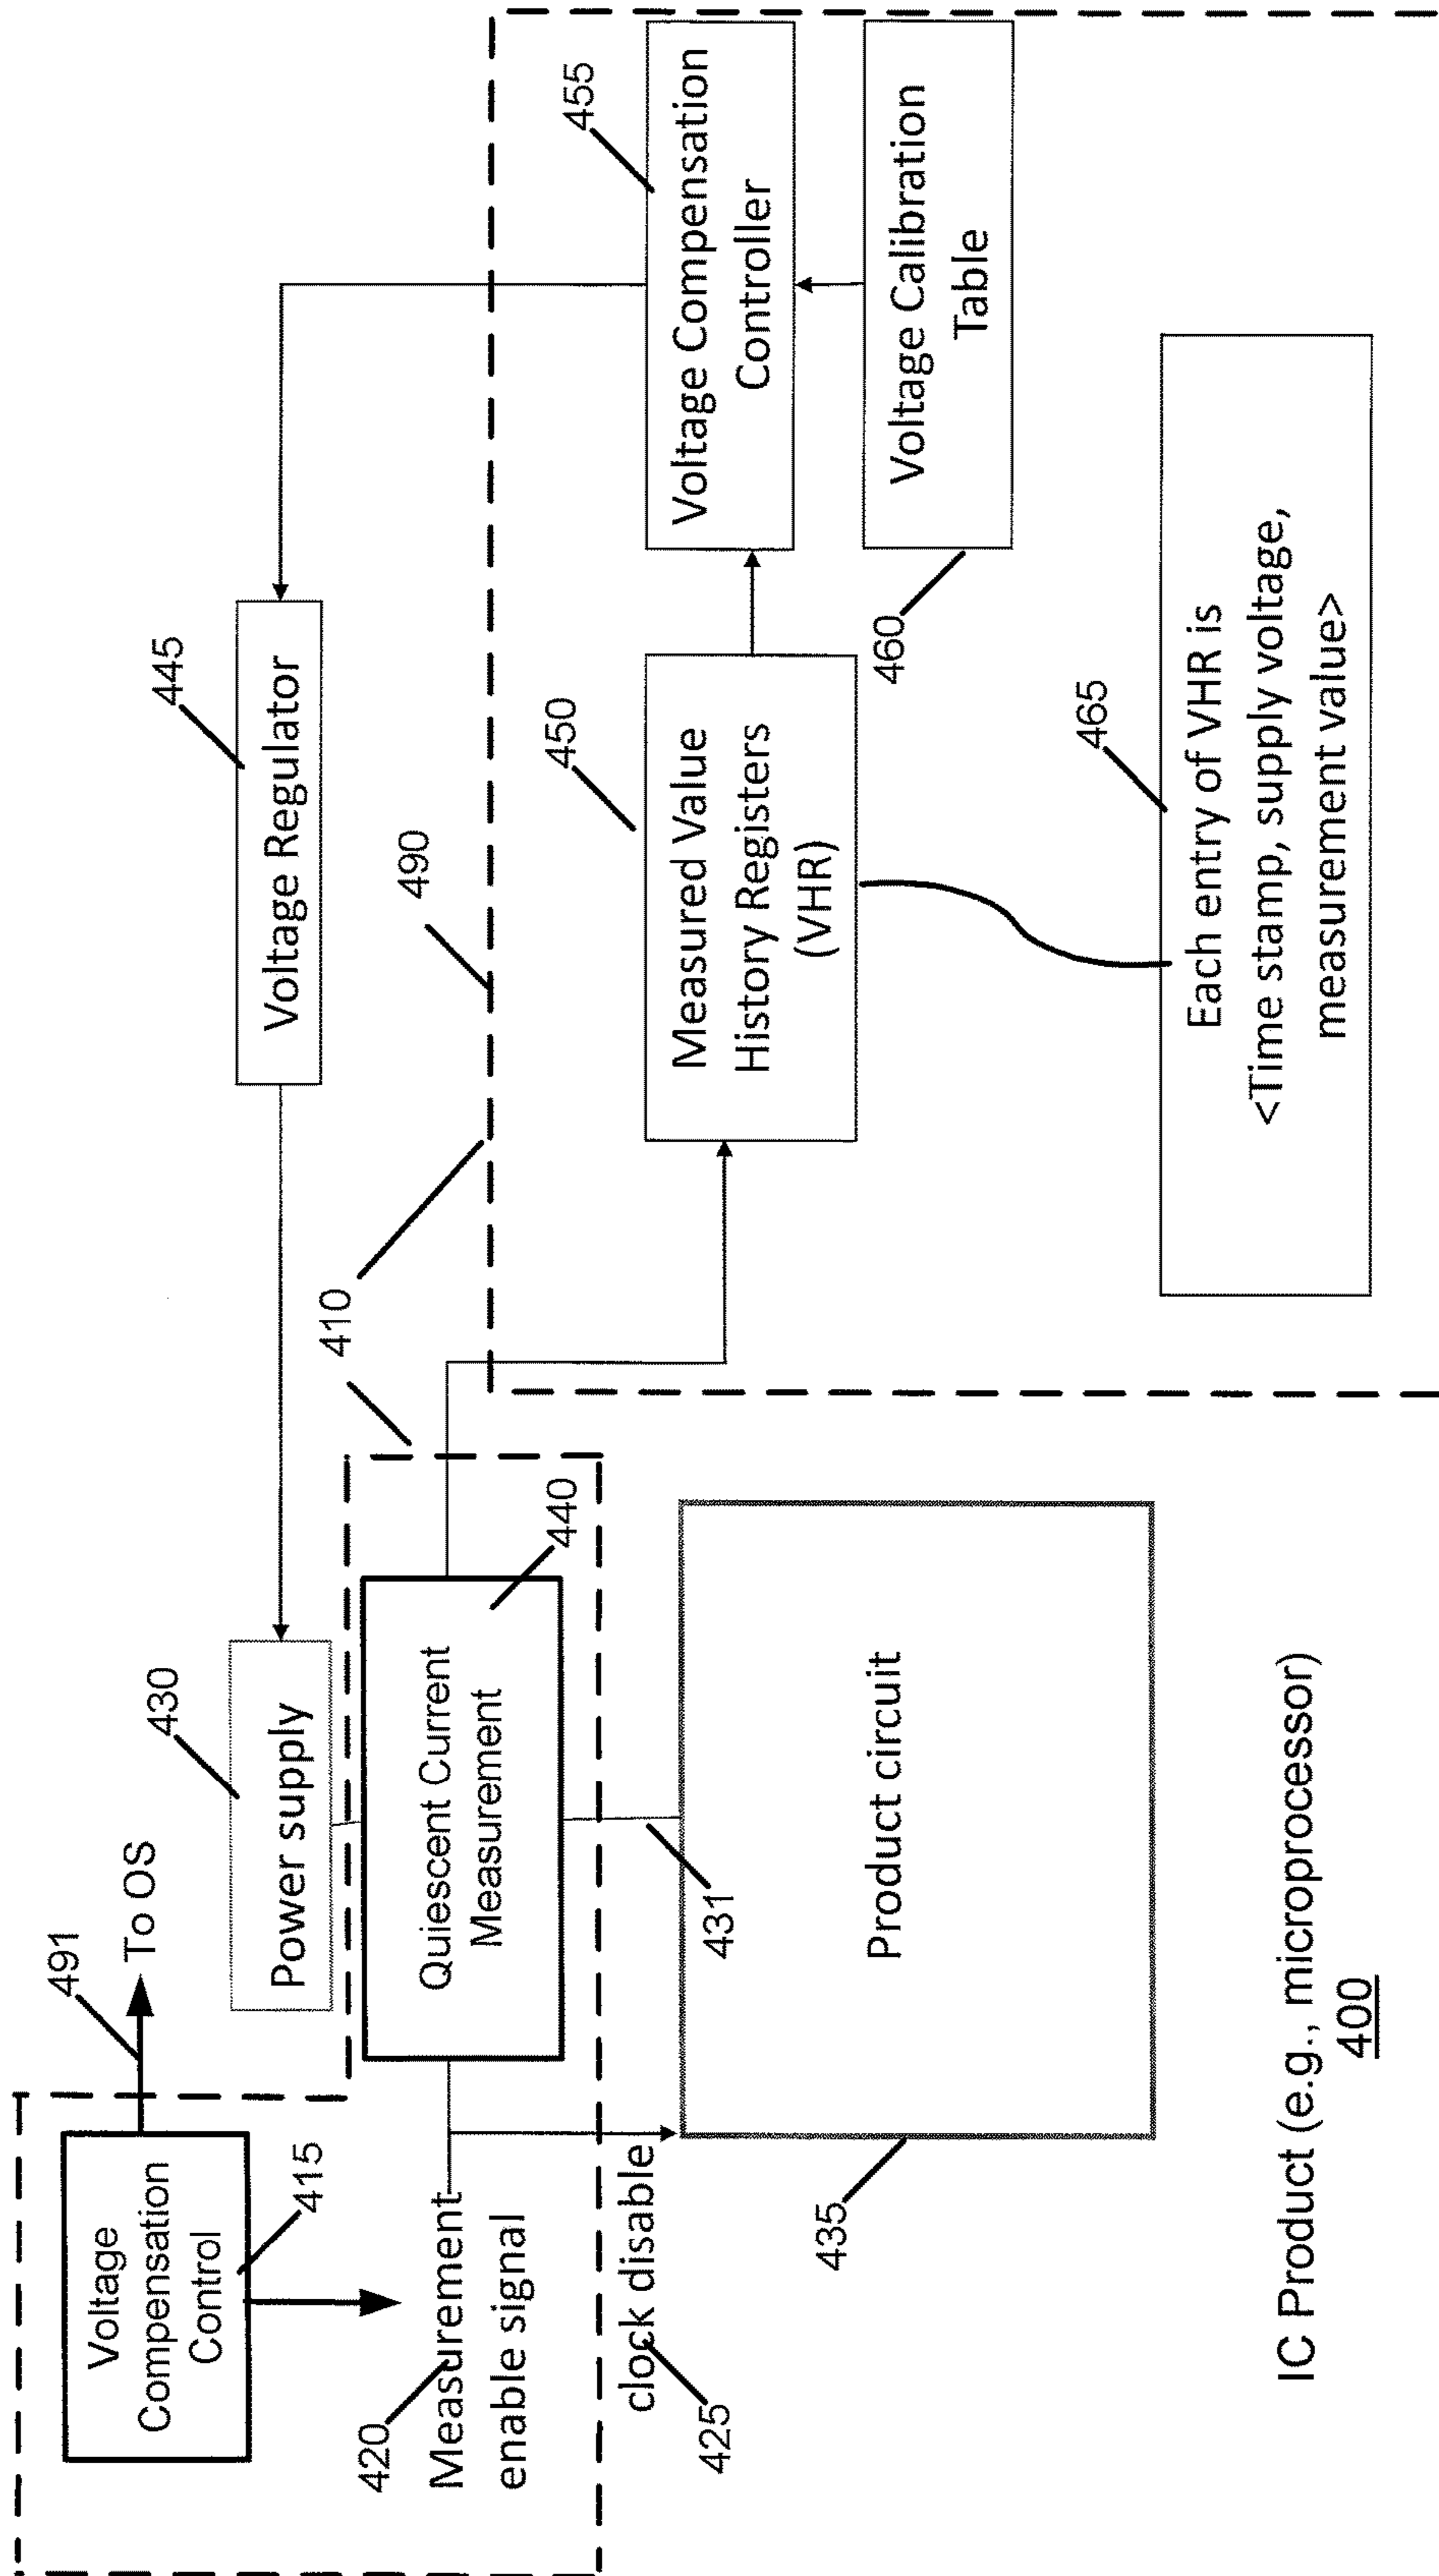 491
To OS
Voltage
Compensation
Control
415
420
Measurement
enable signal
clock disable
425
430
Power supply
Quiescent Current
Measurement
440
431
Product circuit
435
410
445
Voltage Regulator
490
450
Measured Value
History Registers
(VHR)
455
Voltage Compensation
Controller
460
Voltage Calibration
Table
465
Each entry of VHR is
<Time stamp, supply voltage,
measurement value>
IC Product (e.g., microprocessor)
400